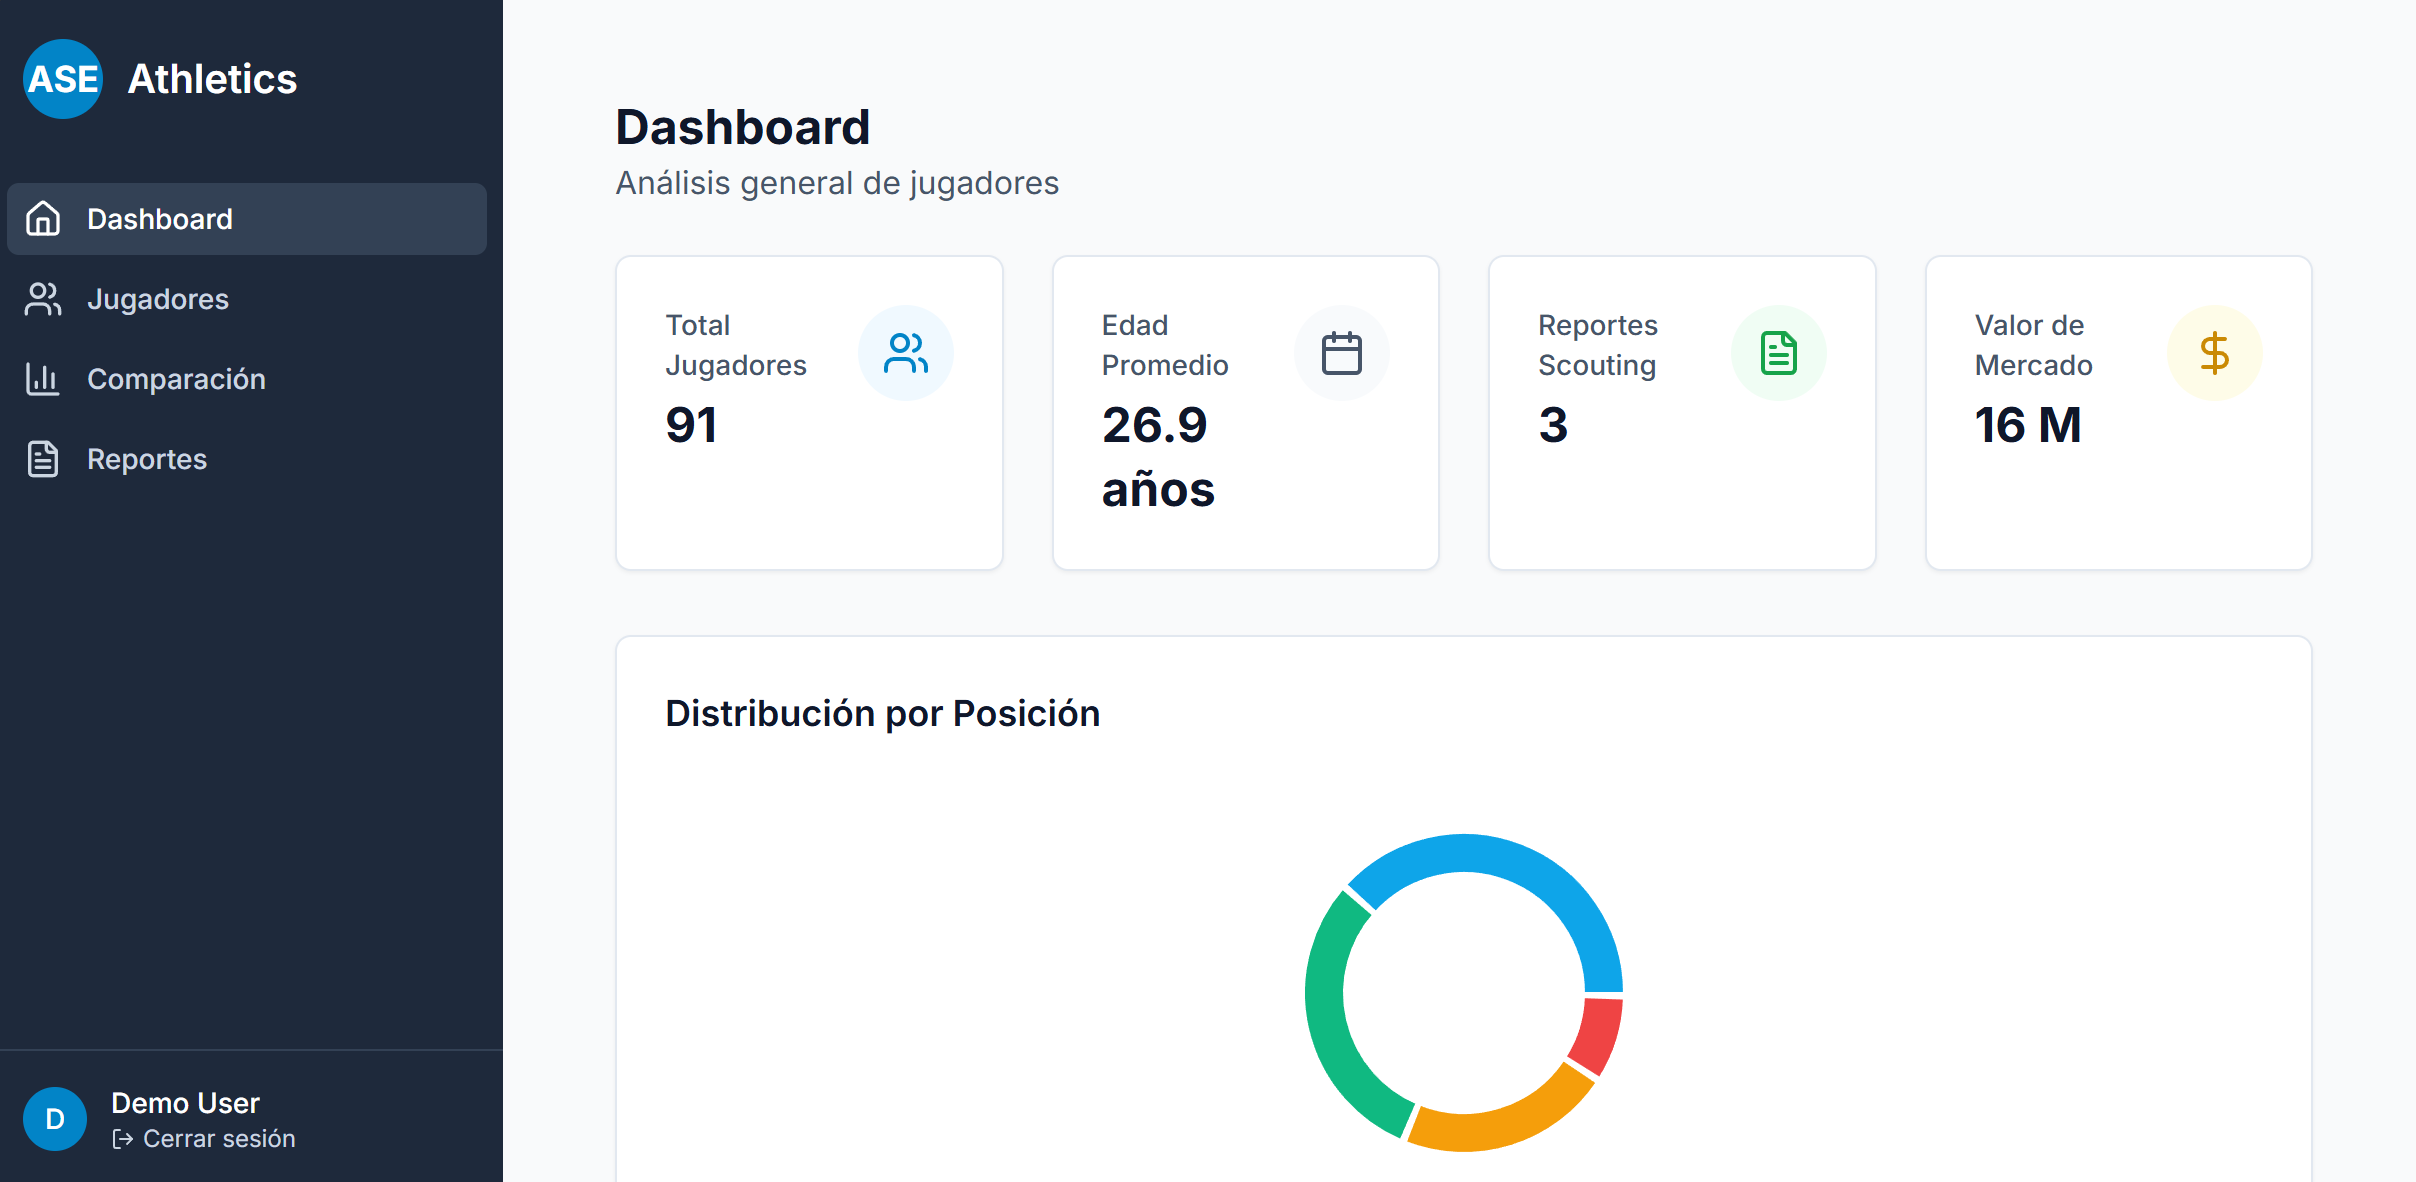 ASE Athletics
Dashboard
Jugadores
Comparación
Reportes
Demo User
D
Cerrar sesión
Dashboard
Análisis general de jugadores
Total
Jugadores
91
Edad
Promedio
26.9
años
Reportes
Scouting
3
Valor de
Mercado
16 M
Distribución por Posición